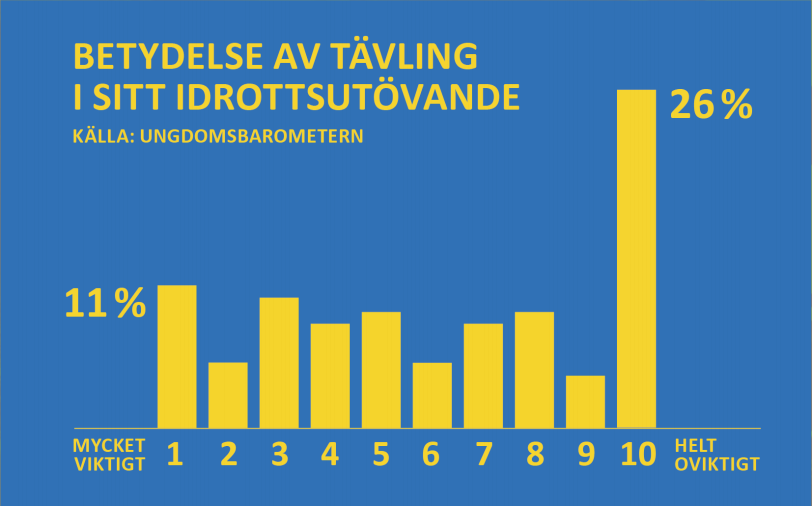 BETYDELSE AV TÄVLING
I SITT IDROTTSUTÖVANDE
KÄLLA: UNGDOMSBAROMETERN
26 %
11 %
MYCKET VIKTIGT 1 2 3 4 5 6 7 8 9 10 HELT OVIKTIGT